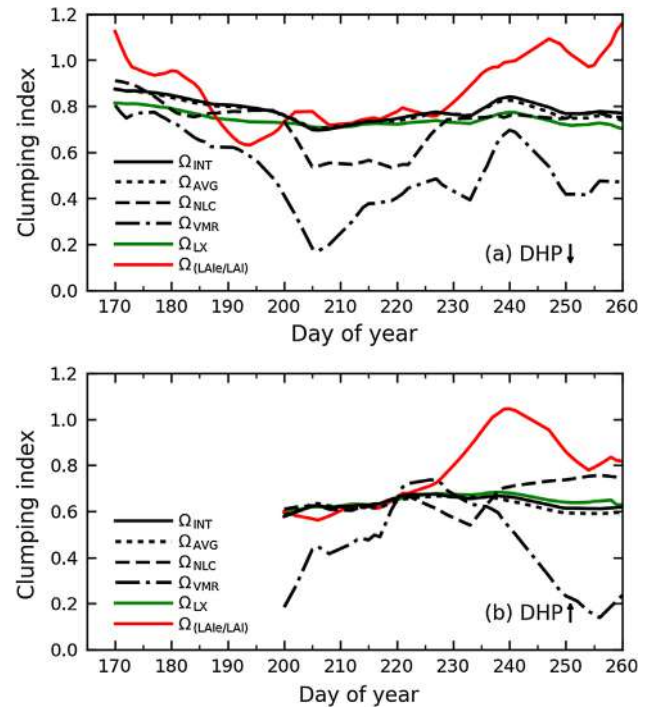 1.2
1.0
0.8
0.6
0.4
0.2
0.0
Clumping index
Ω_INT
Ω_AVG
Ω_NLC
Ω_VMR
Ω_LX
Ω_(LAIe/LAI)
(a) DHP↓
170 180 190 200 210 220 230 240 250 260
Day of year
1.2
1.0
0.8
0.6
0.4
0.2
0.0
Clumping index
Ω_INT
Ω_AVG
Ω_NLC
Ω_VMR
Ω_LX
Ω_(LAIe/LAI)
(b) DHP↑
170 180 190 200 210 220 230 240 250 260
Day of year